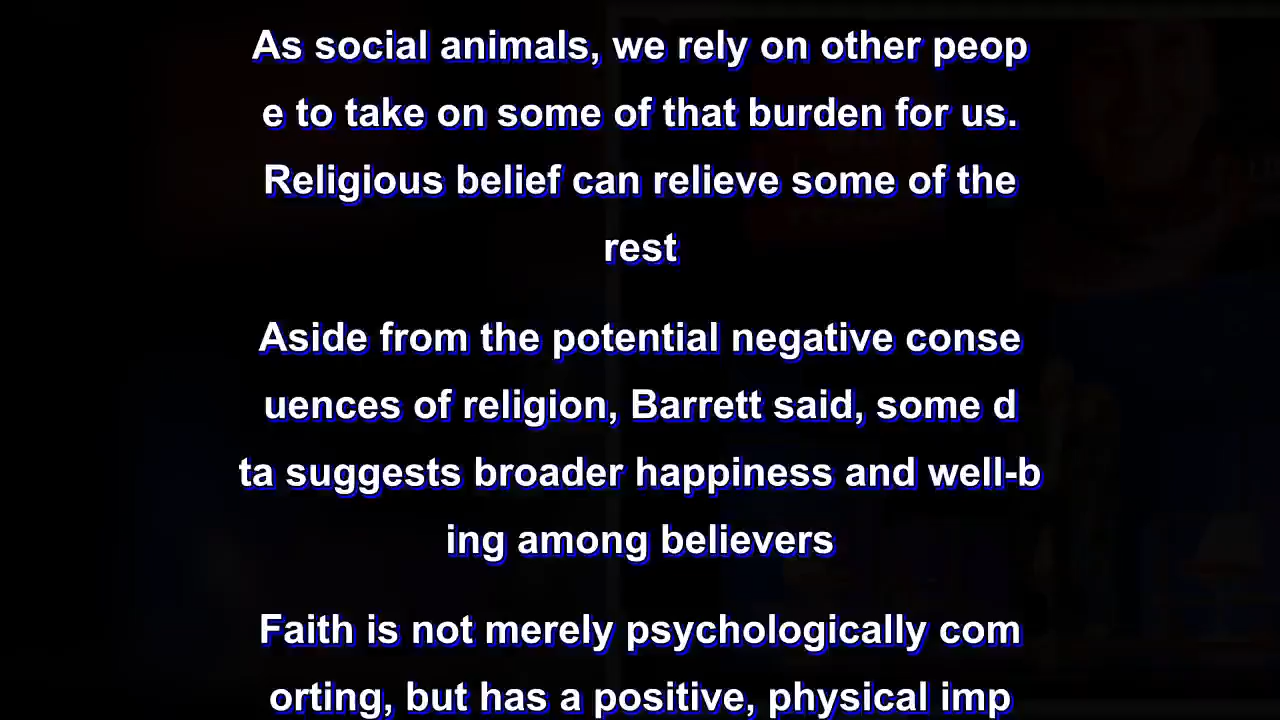 As social animals, we rely on other peop
e to take on some of that burden for us.
Religious belief can relieve some of the
rest
Aside from the potential negative conse
uences of religion, Barrett said, some d
ta suggests broader happiness and well-b
ing among believers
Faith is not merely psychologically com
orting, but has a positive, physical imp